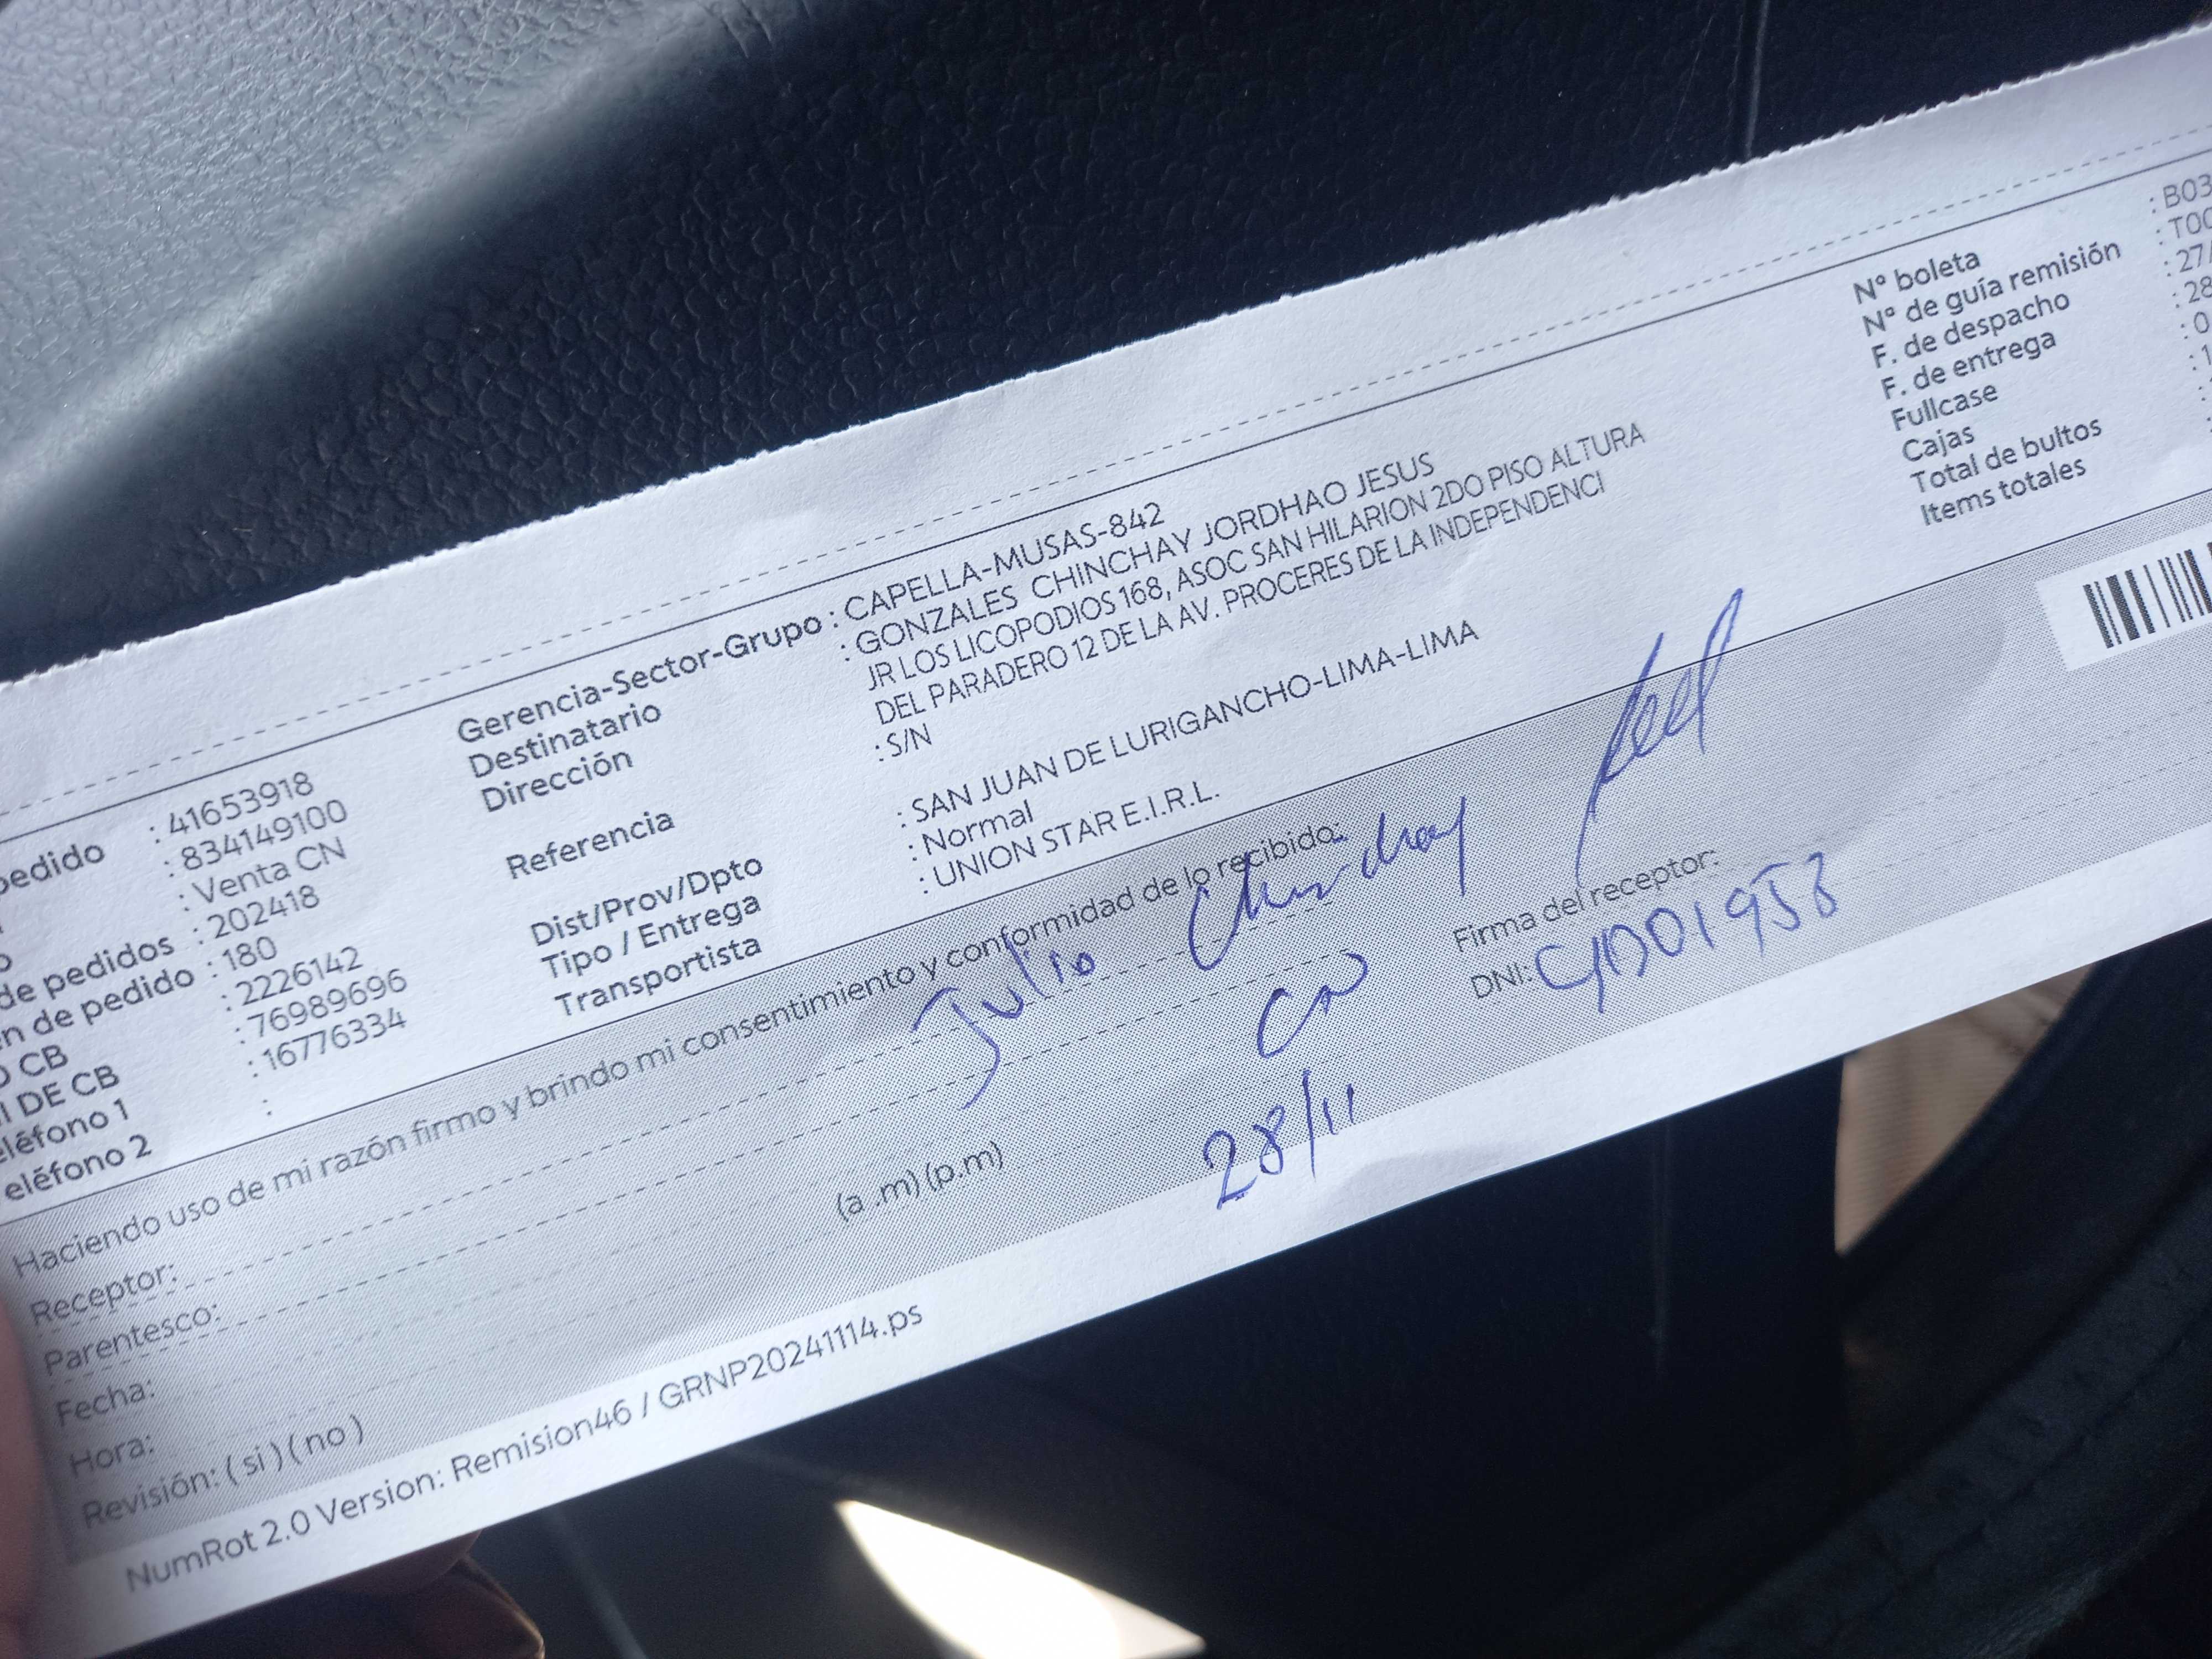 : 41653918
pedido : 834149100
: Venta CN
de pedidos : 202418
n de pedido : 180
CB : 2226142
I DE CB : 76989696
eléfono 1 : 16776334
eléfono 2 :
Gerencia-Sector-Grupo : CAPELLA-MUSAS-842
Destinatario : GONZALES CHINCHAY JORDHAO JESUS
Dirección JR LOS LICOPODIOS 168, ASOC SAN HILARION 2DO PISO ALTURA
DEL PARADERO 12 DE LA AV. PROCERES DE LA INDEPENDENCI
Referencia : S/N
Dist/Prov/Dpto : SAN JUAN DE LURIGANCHO-LIMA-LIMA
Tipo / Entrega : Normal
Transportista : UNION STAR E.I.R.L.
N° boleta : B03
N° de guía remisión : T00
F. de despacho : 27/
F. de entrega : 28
Fullcase : 0
Cajas : 1
Total de bultos :
Items totales :
Haciendo uso de mi razón firmo y brindo mi consentimiento y conformidad de lo recibido:
Receptor: Julio Chinchay
Parentesco:
Fecha: 28/11
Hora: (a .m) (p.m)
Revisión: ( si ) ( no )
Firma del receptor:
DNI:
NumRot 2.0 Version: Remision46 / GRNP20241114.ps